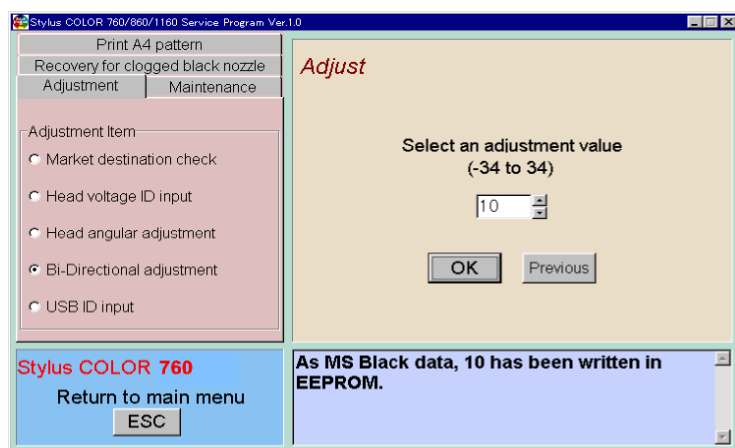 Stylus COLOR 760/860/1160 Service Program Ver.1.0
Print A4 pattern
Recovery for clogged black nozzle
Adjustment
Maintenance
Adjustment Item
Market destination check
Head voltage ID input
Head angular adjustment
Bi-Directional adjustment
USB ID input
Adjust
Select an adjustment value
(-34 to 34)
10
OK
Previous
Stylus COLOR 760
Return to main menu
ESC
As MS Black data, 10 has been written in
EEPROM.